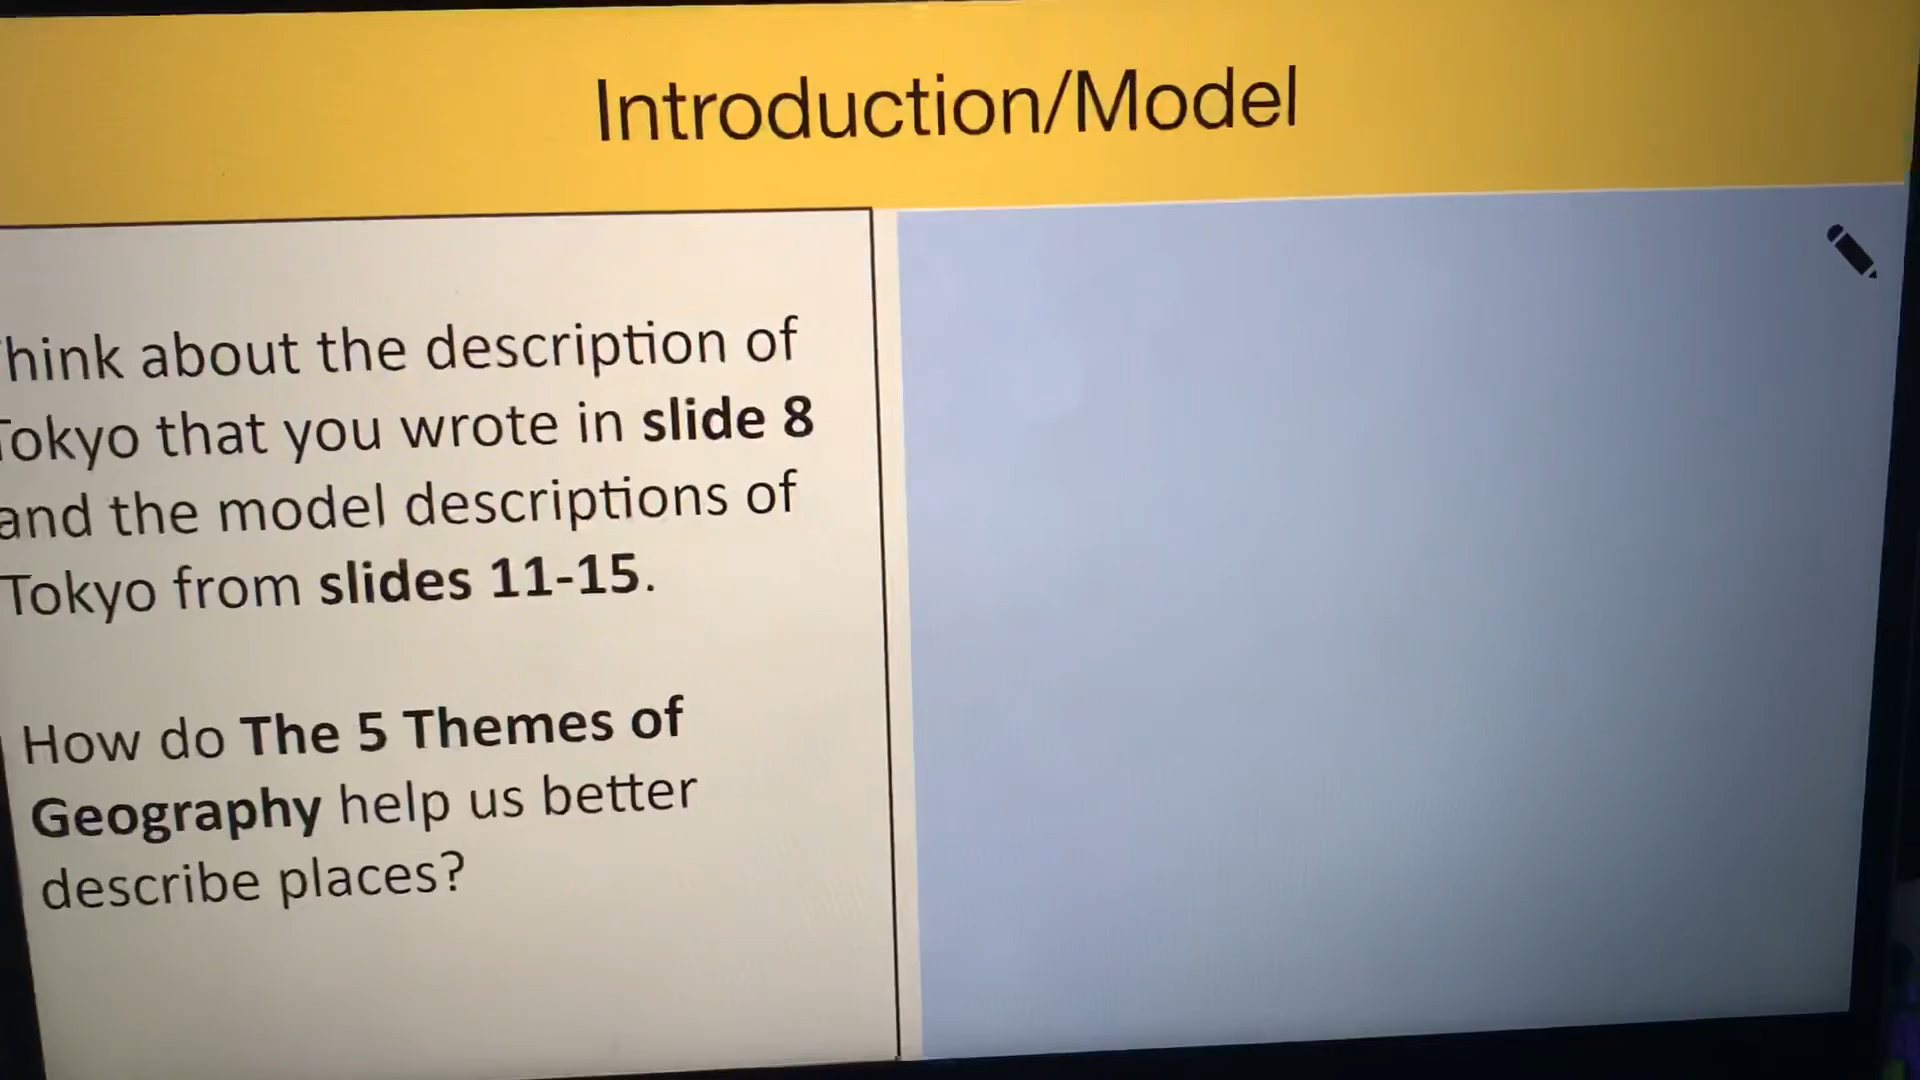 Introduction/Model
hink about the description of
Tokyo that you wrote in slide 8
and the model descriptions of
Tokyo from slides 11-15.
How do The 5 Themes of
Geography help us better
describe places?